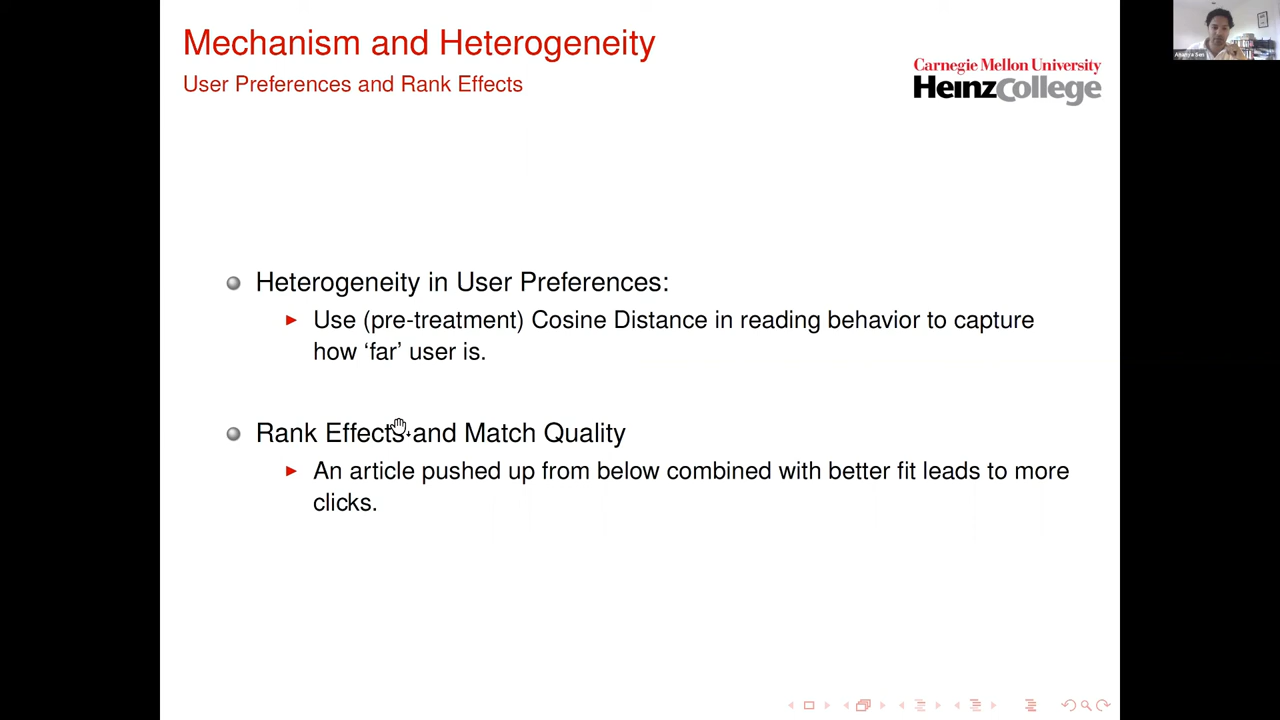 Mechanism and Heterogeneity
User Preferences and Rank Effects
Carnegie Mellon University
HeinzCollege
Heterogeneity in User Preferences:
Use (pre-treatment) Cosine Distance in reading behavior to capture
how ‘far’ user is.
Rank Effects and Match Quality
An article pushed up from below combined with better fit leads to more
clicks.